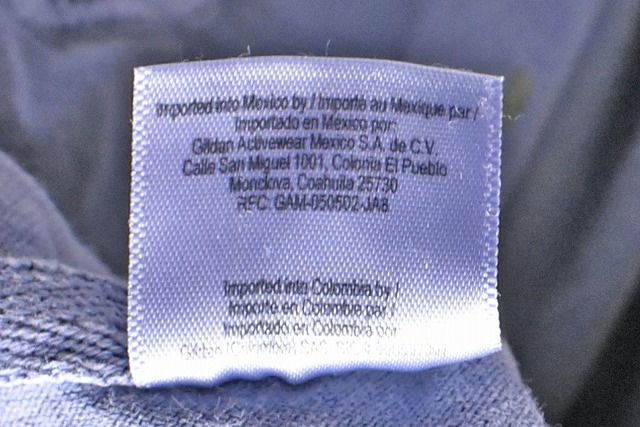 Imported into Mexico by / Importé au Mexique par /
Importado en Mexico por:
Gildan Activewear Mexico S.A. de C.V.
Calle San Miguel 1001, Colonia El Pueblo
Monclova, Coahuila 25730
RFC: GAM-050502-JA8
Imported into Colombia by /
Importé en Colombie par /
Importado en Colombia por
Gildan